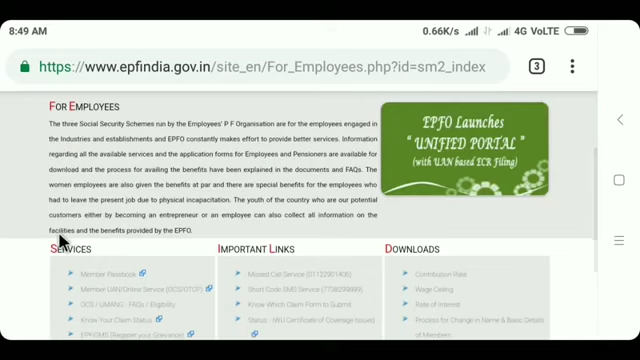 8:49 AM
0.66K/s
4G VoLTE
https://www.epfindia.gov.in/site_en/For_Employees.php?id=sm2_index
3
FOR EMPLOYEES
The three Social Security Schemes run by the Employees' P F Organisation are for the employees engaged in
the Industries and establishments and EPFO constantly makes effort to provide better services. Information
regarding all the available services and the application forms for Employees and Pensioners are available for
download and the process for availing the benefits have been explained in the documents and FAQs. The
women employees are also given the benefits at par and there are special benefits for the employees who
had to leave the present job due to physical incapacitation. The youth of the country who are our potential
customers either by becoming an entrepreneur or an employee can also collect all information on the
facilities and the benefits provided by the EPFO.
EPFO Launches
" UNIFIED PORTAL "
(with UAN based ECR Filing)
SERVICES
Member Passbook
Member UAN/Online Service (OCS/OTCP)
OCS / UMANG - FAQs / Eligibility
Know Your Claim Status
EPFiGMS (Register your Grievance)
IMPORTANT LINKS
Missed Call Service (01122901406)
Short Code SMS Service (7738299899)
Know Which Claim Form to Submit
Status : IWU Certificate of Coverage Issued)
DOWNLOADS
Contribution Rate
Wage Ceiling
Rate of Interest
Process for Change in Name & Basic Details
of Members